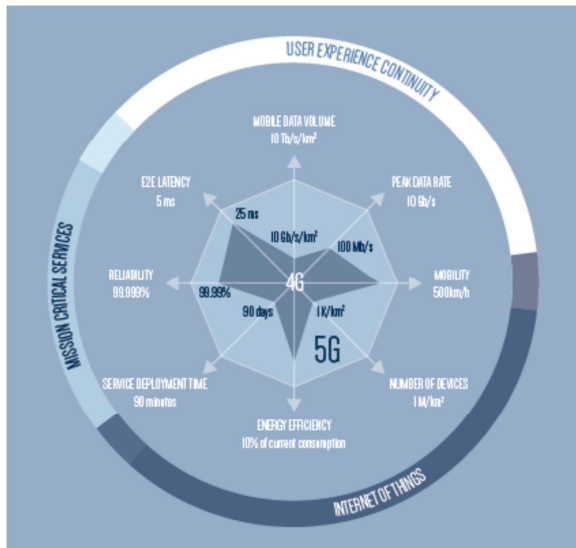 USER EXPERIENCE CONTINUITY
MOBILE DATA VOLUME
10 Tb/s/km²
E2E LATENCY
5 ms
PEAK DATA RATE
10 Gb/s
25 ms
10 Gb/s/km²
100 Mb/s
RELIABILITY
99.999%
99.99%
4G
MOBILITY
500km/h
90 days
1 K/km²
5G
SERVICE DEPLOYMENT TIME
90 minutes
NUMBER OF DEVICES
1 M/km²
ENERGY EFFICIENCY
10% of current consumption
MISSION CRITICAL SERVICES
INTERNET OF THINGS